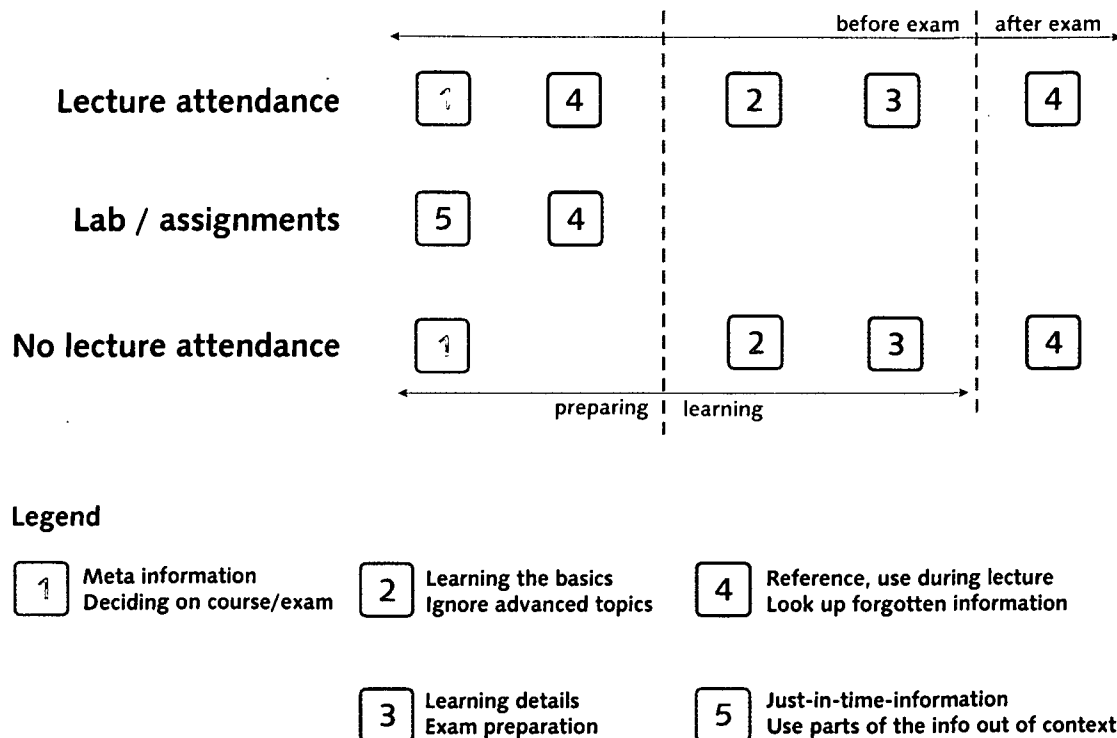 before exam after exam
Lecture attendance 1 4 2 3 4
Lab / assignments 5 4
No lecture attendance 1 2 3 4
preparing learning
Legend
1 Meta information
Deciding on course/exam
2 Learning the basics
Ignore advanced topics
4 Reference, use during lecture
Look up forgotten information
3 Learning details
Exam preparation
5 Just-in-time-information
Use parts of the info out of context